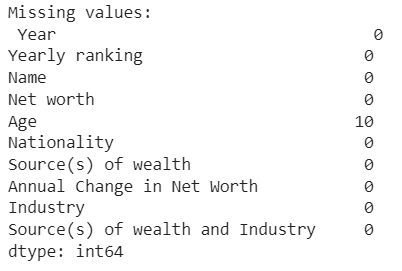 Missing values:
 Year                                  0
Yearly ranking                        0
Name                                  0
Net worth                             0
Age                                  10
Nationality                           0
Source(s) of wealth                   0
Annual Change in Net Worth            0
Industry                              0
Source(s) of wealth and Industry      0
dtype: int64